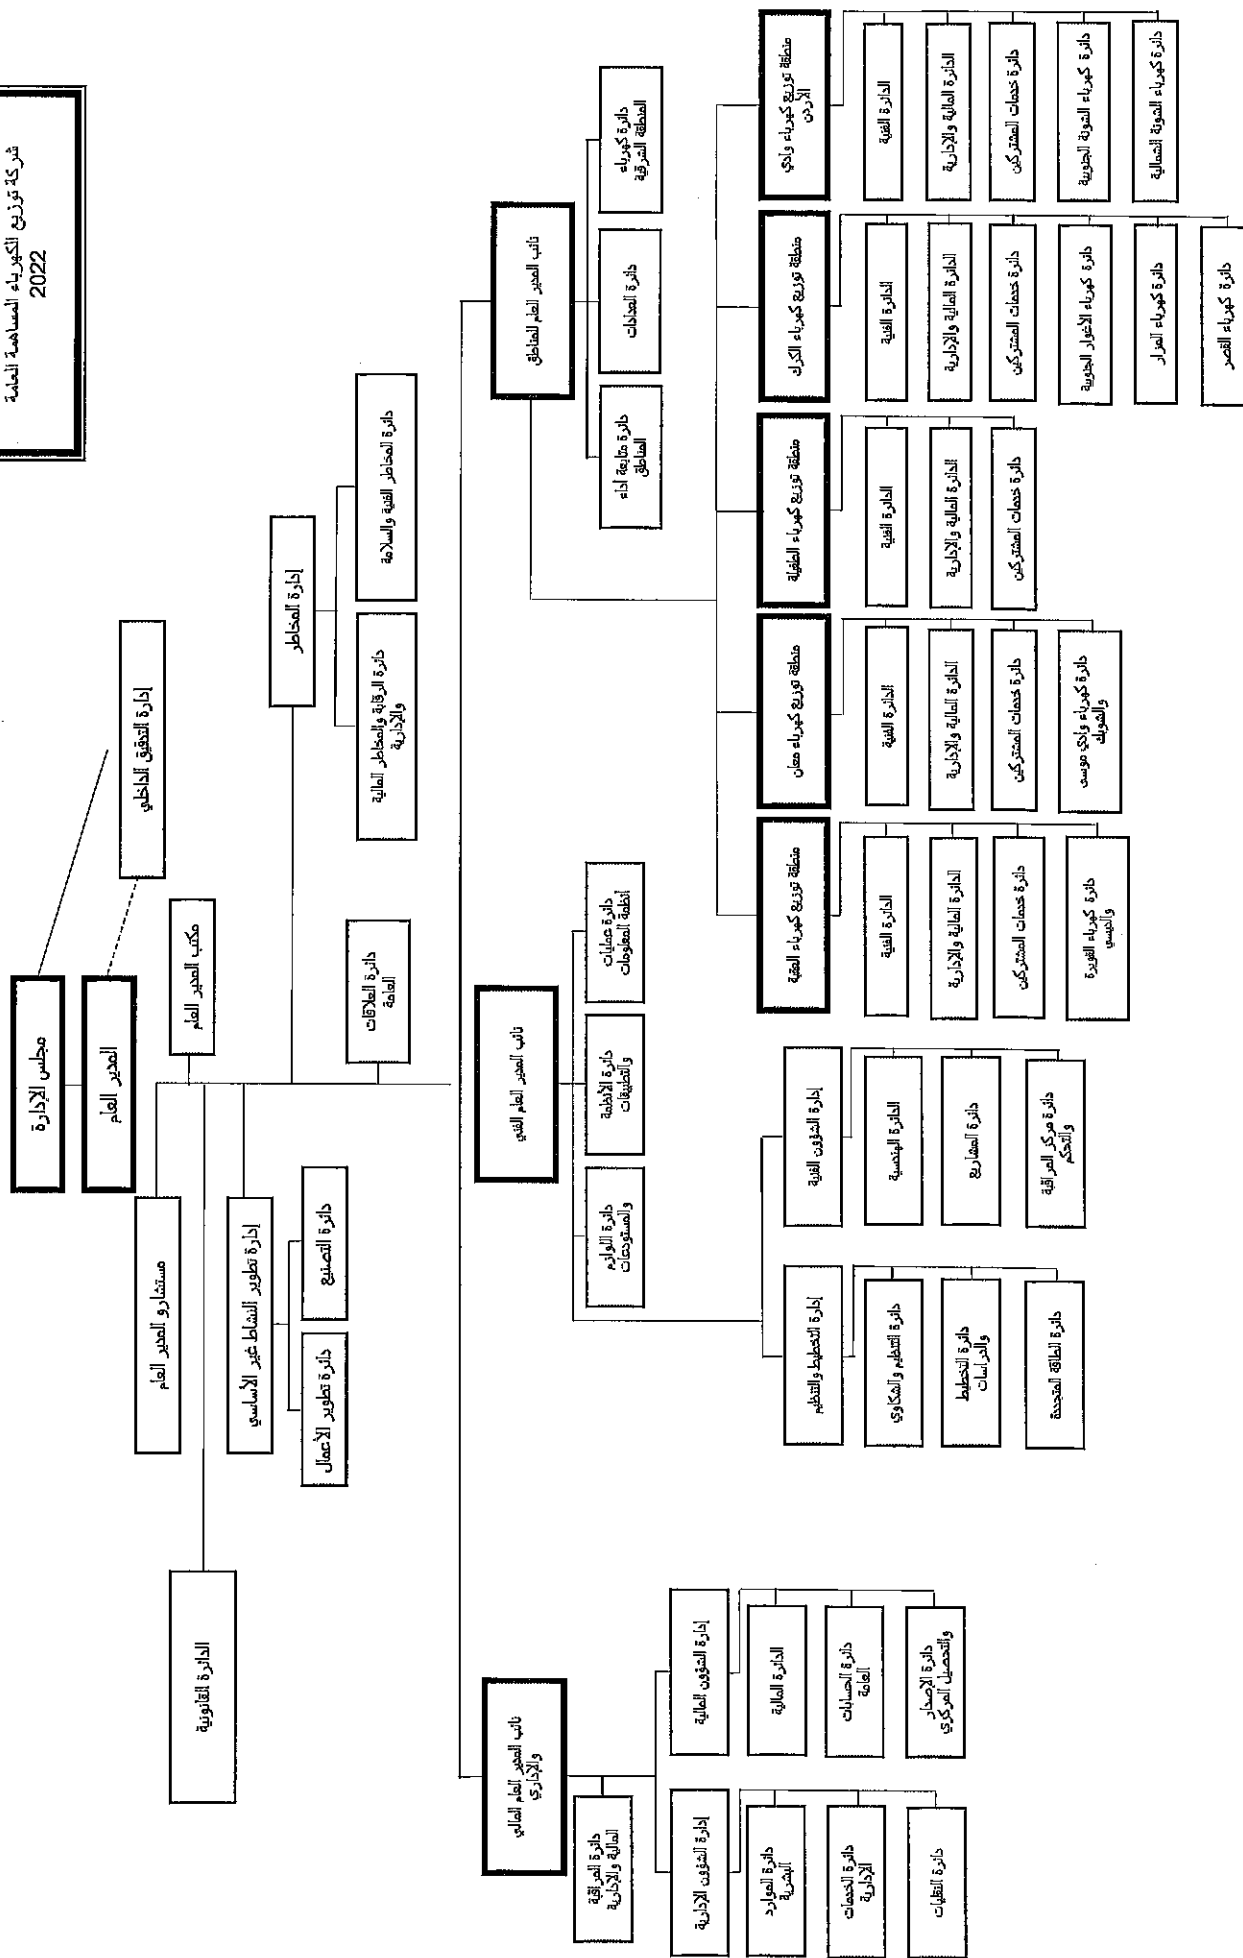 شركة توزيع الكهرباء المساهمة العامة
2022
مجلس الإدارة
المدير العام
إدارة التدقيق الداخلي
مكتب المدير العام
مستشارو المدير العام
الدائرة القانونية
إدارة تطوير النشاط غير الأساسي
دائرة التصنيع
دائرة تطوير الأعمال
إدارة المخاطر
دائرة المخاطر الفنية والسلامة
دائرة الرقابة والمخاطر المالية
والإدارية
دائرة العلاقات
العامة
نائب المدير العام للمناطق
دائرة كهرباء
المنطقة الشرقية
دائرة العدادات
دائرة متابعة اداء
المناطق
منطقة توزيع كهرباء وادي
الأردن
الدائرة الفنية
الدائرة المالية والإدارية
دائرة خدمات المشتركين
دائرة كهرباء الشونة الجنوبية
دائرة كهرباء الشونة الشمالية
منطقة توزيع كهرباء الكرك
الدائرة الفنية
الدائرة المالية والإدارية
دائرة خدمات المشتركين
دائرة كهرباء الأغوار الجنوبية
دائرة كهرباء المزار
دائرة كهرباء القصر
منطقة توزيع كهرباء الطفيلة
الدائرة الفنية
الدائرة المالية والإدارية
دائرة خدمات المشتركين
منطقة توزيع كهرباء معان
الدائرة الفنية
الدائرة المالية والإدارية
دائرة خدمات المشتركين
دائرة كهرباء وادي موسى
والشوبك
منطقة توزيع كهرباء العقبة
الدائرة الفنية
الدائرة المالية والإدارية
دائرة خدمات المشتركين
دائرة كهرباء القويرة
والديسي
نائب المدير العام الفني
دائرة عمليات
أنظمة المعلومات
دائرة الأنظمة
والتطبيقات
دائرة اللوازم
والمستودعات
إدارة الشؤون الفنية
الدائرة الهندسية
دائرة المشاريع
دائرة مركز المراقبة
والتحكم
إدارة التخطيط والتنظيم
دائرة التنظيم والشكاوي
دائرة التخطيط
والدراسات
دائرة الطاقة المتجددة
نائب المدير العام المالي
والإداري
دائرة المراقبة
المالية والإدارية
إدارة الشؤون المالية
الدائرة المالية
دائرة الحسابات
العامة
دائرة الإصدار
والتحصيل المركزي
إدارة الشؤون الإدارية
دائرة الموارد
البشرية
دائرة الخدمات
الإدارية
دائرة النقليات